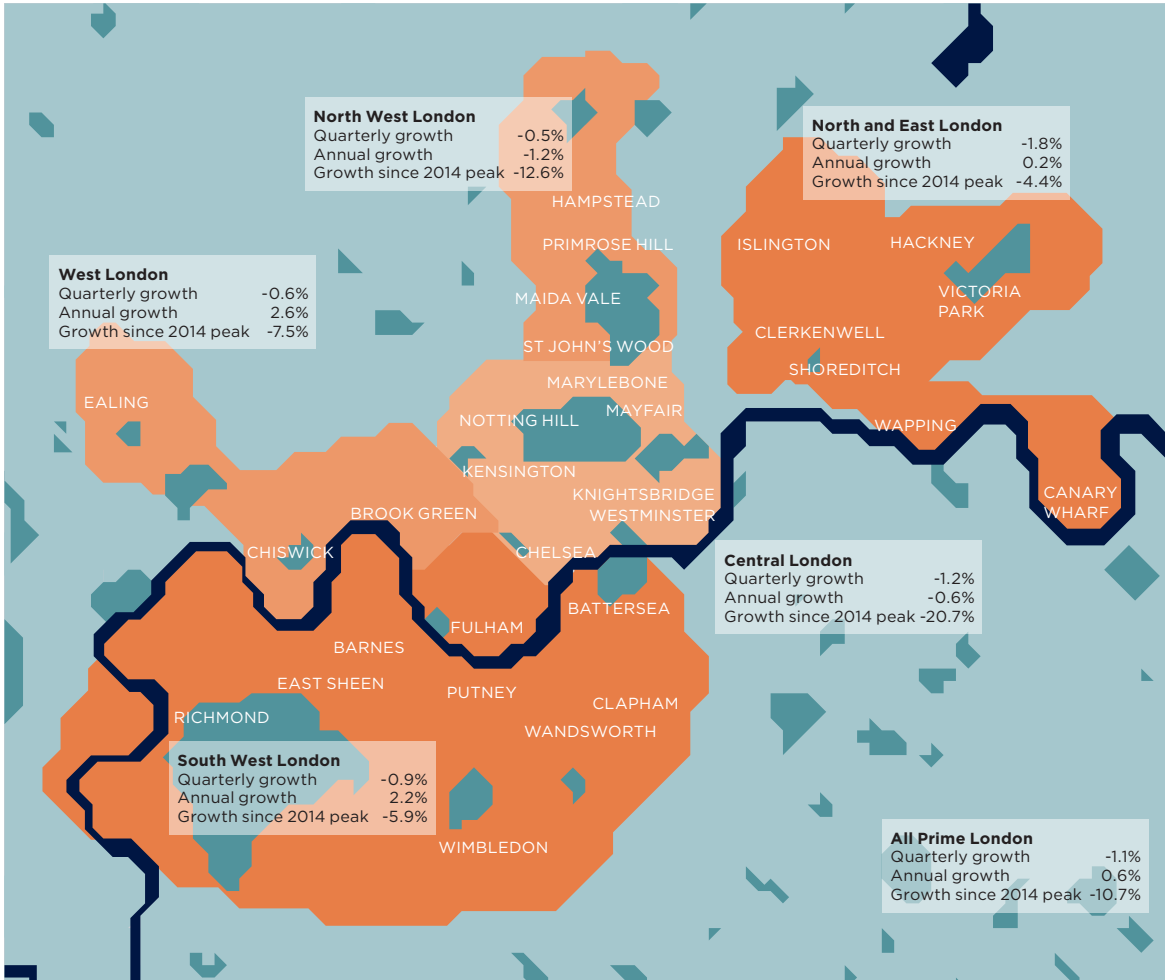 North West London
Quarterly growth -0.5%
Annual growth -1.2%
Growth since 2014 peak -12.6%
North and East London
Quarterly growth -1.8%
Annual growth 0.2%
Growth since 2014 peak -4.4%
HAMPSTEAD
PRIMROSE HILL
ISLINGTON
HACKNEY
West London
Quarterly growth -0.6%
Annual growth 2.6%
Growth since 2014 peak -7.5%
MAIDA VALE
VICTORIA
PARK
CLERKENWELL
ST JOHN'S WOOD
SHOREDITCH
MARYLEBONE
EALING
MAYFAIR
NOTTING HILL
WAPPING
KENSINGTON
KNIGHTSBRIDGE
CANARY
WHARF
BROOK GREEN
WESTMINSTER
CHISWICK
CHELSEA
Central London
Quarterly growth -1.2%
Annual growth -0.6%
Growth since 2014 peak -20.7%
BATTERSEA
FULHAM
BARNES
EAST SHEEN
PUTNEY
CLAPHAM
RICHMOND
WANDSWORTH
South West London
Quarterly growth -0.9%
Annual growth 2.2%
Growth since 2014 peak -5.9%
WIMBLEDON
All Prime London
Quarterly growth -1.1%
Annual growth 0.6%
Growth since 2014 peak -10.7%